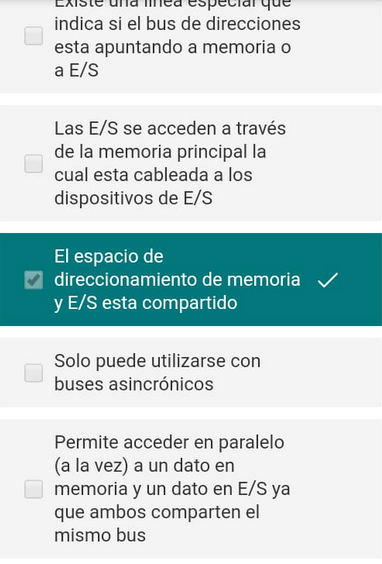 Existe una línea especial que
indica si el bus de direcciones
esta apuntando a memoria o
a E/S
Las E/S se acceden a través
de la memoria principal la
cual esta cableada a los
dispositivos de E/S
El espacio de
direccionamiento de memoria
y E/S esta compartido
Solo puede utilizarse con
buses asincrónicos
Permite acceder en paralelo
(a la vez) a un dato en
memoria y un dato en E/S ya
que ambos comparten el
mismo bus